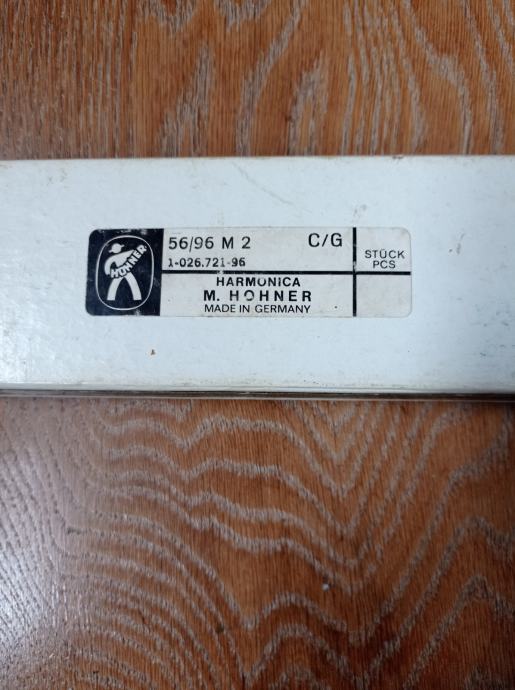 HOHNER
56/96 M 2 C/G
1-026.721-96
STÜCK
PCS
HARMONICA
M. HOHNER
MADE IN GERMANY